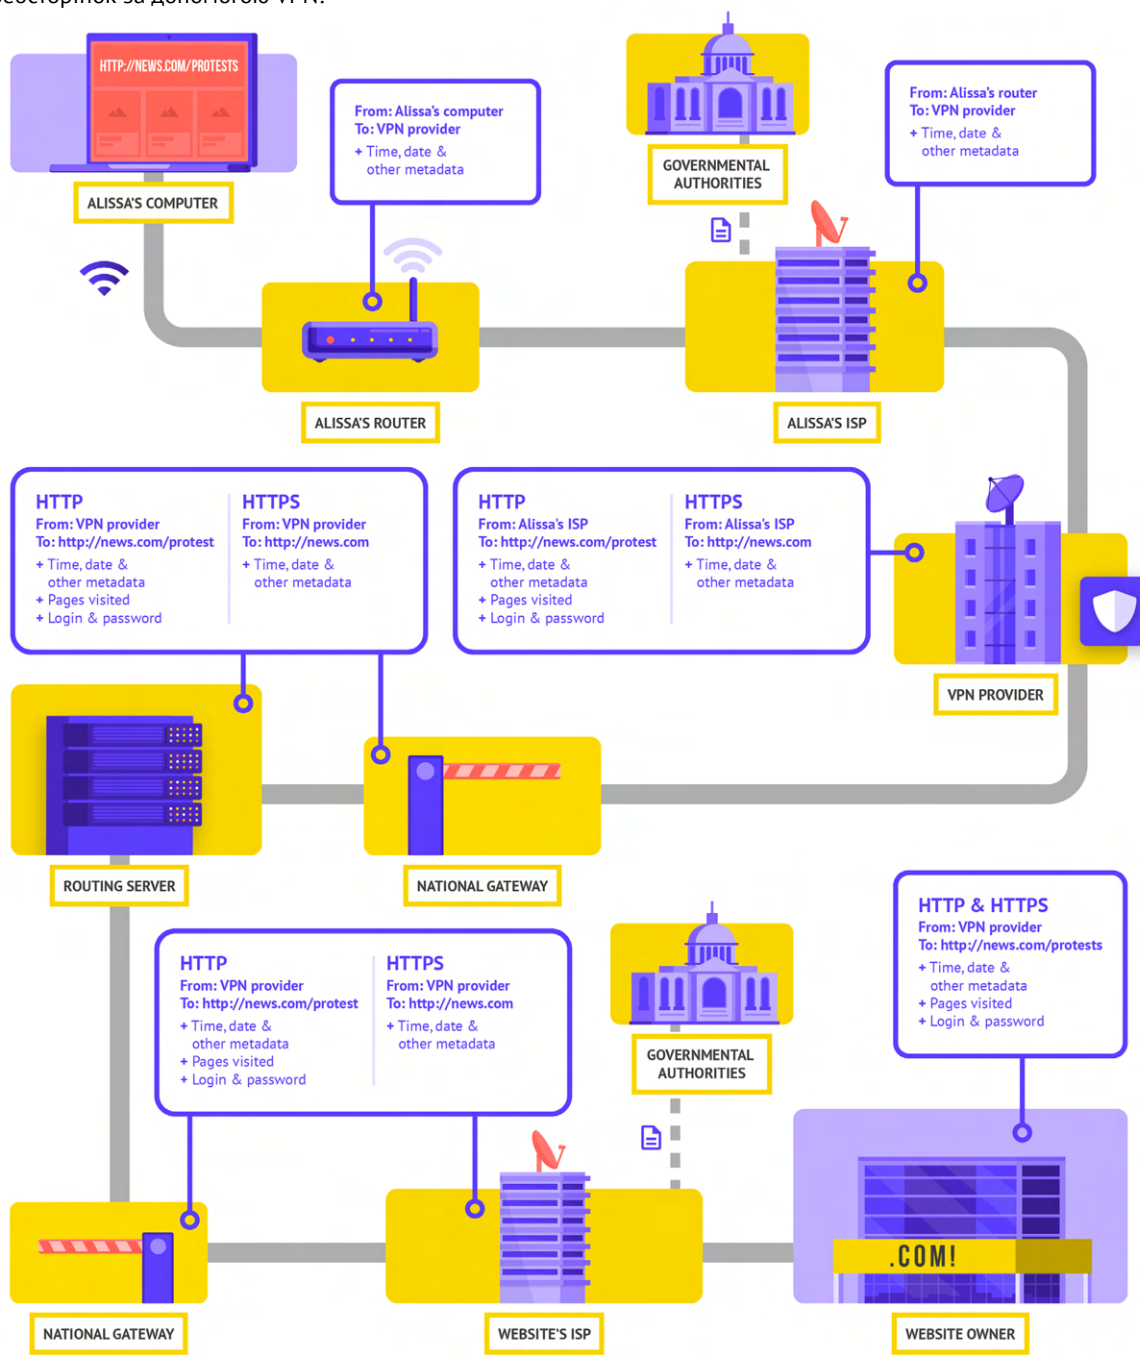 за допомогою VPN.
HTTP://NEWS.COM/PROTESTS
ALISSA'S COMPUTER
From: Alissa's computer
To: VPN provider
+ Time, date &
other metadata
GOVERNMENTAL
AUTHORITIES
From: Alissa's router
To: VPN provider
+ Time, date &
other metadata
ALISSA'S ROUTER
ALISSA'S ISP
HTTP
From: VPN provider
To: http://news.com/protest
+ Time, date &
other metadata
+ Pages visited
+ Login & password
HTTPS
From: VPN provider
To: http://news.com
+ Time, date &
other metadata
HTTP
From: Alissa's ISP
To: http://news.com/protest
+ Time, date &
other metadata
+ Pages visited
+ Login & password
HTTPS
From: Alissa's ISP
To: http://news.com
+ Time, date &
other metadata
VPN PROVIDER
ROUTING SERVER
NATIONAL GATEWAY
HTTP
From: VPN provider
To: http://news.com/protest
+ Time, date &
other metadata
+ Pages visited
+ Login & password
HTTPS
From: VPN provider
To: http://news.com
+ Time, date &
other metadata
GOVERNMENTAL
AUTHORITIES
HTTP & HTTPS
From: VPN provider
To: http://news.com/protests
+ Time, date &
other metadata
+ Pages visited
+ Login & password
.COM!
NATIONAL GATEWAY
WEBSITE'S ISP
WEBSITE OWNER